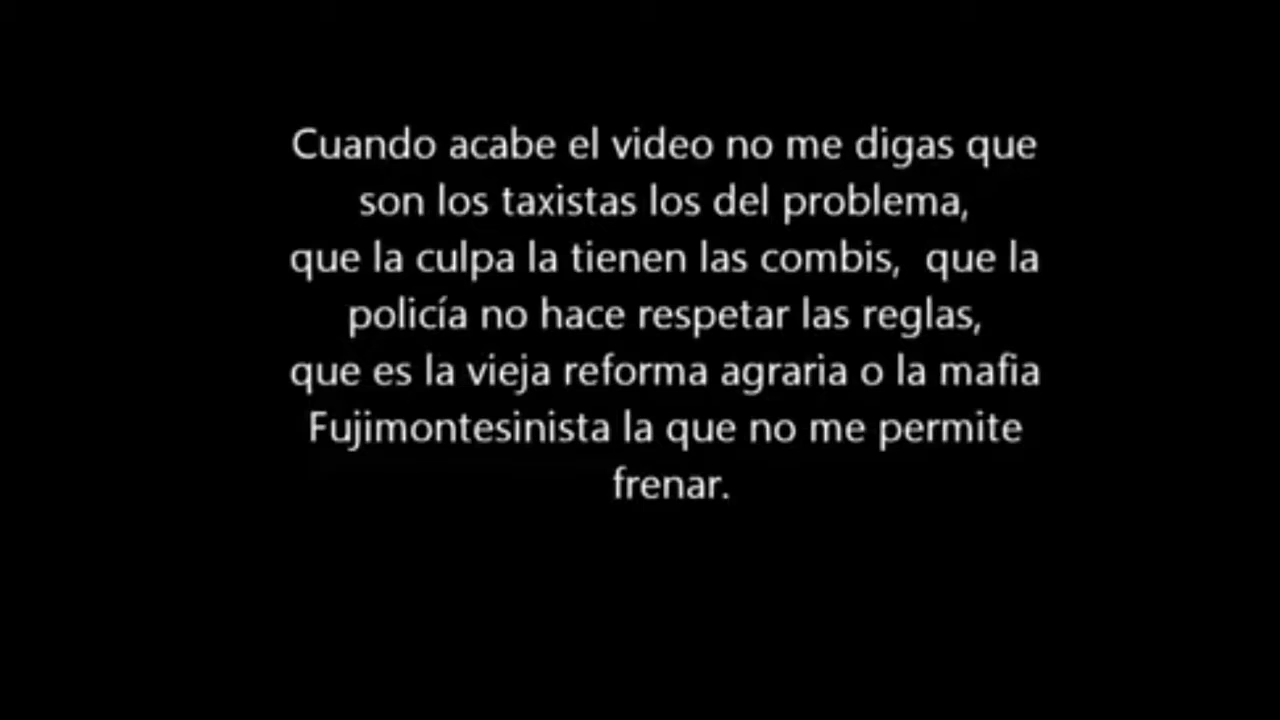 Cuando acabe el video no me digas que
son los taxistas los del problema,
que la culpa la tienen las combis,  que la
policía no hace respetar las reglas,
que es la vieja reforma agraria o la mafia
Fujimontesinista la que no me permite
frenar.